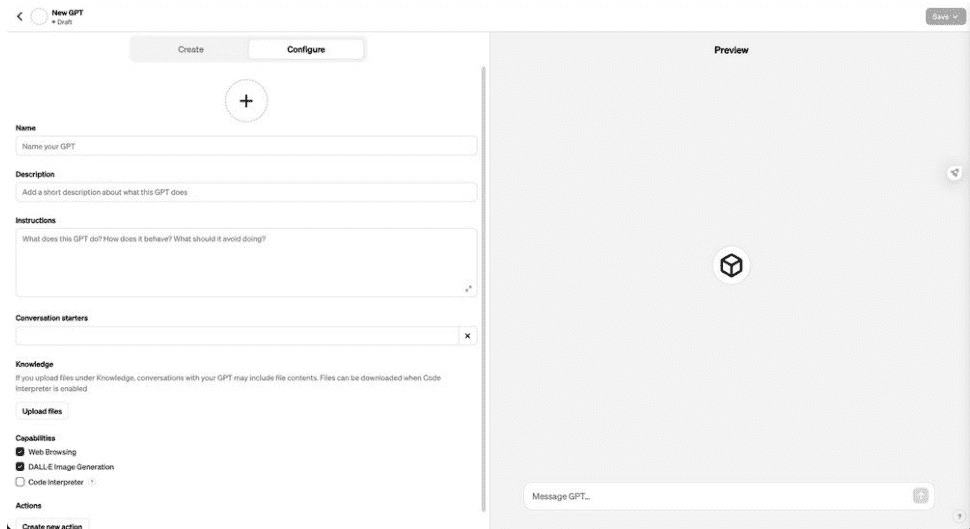 New GPT
• Draft
Save
Create
Configure
Preview
Name
Name your GPT
Description
Add a short description about what this GPT does
Instructions
What does this GPT do? How does it behave? What should it avoid doing?
Conversation starters
Knowledge
If you upload files under Knowledge, conversations with your GPT may include file contents. Files can be downloaded when Code
Interpreter is enabled
Upload files
Capabilities
Web Browsing
DALL·E Image Generation
Code Interpreter ?
Actions
Create new action
Message GPT…
?